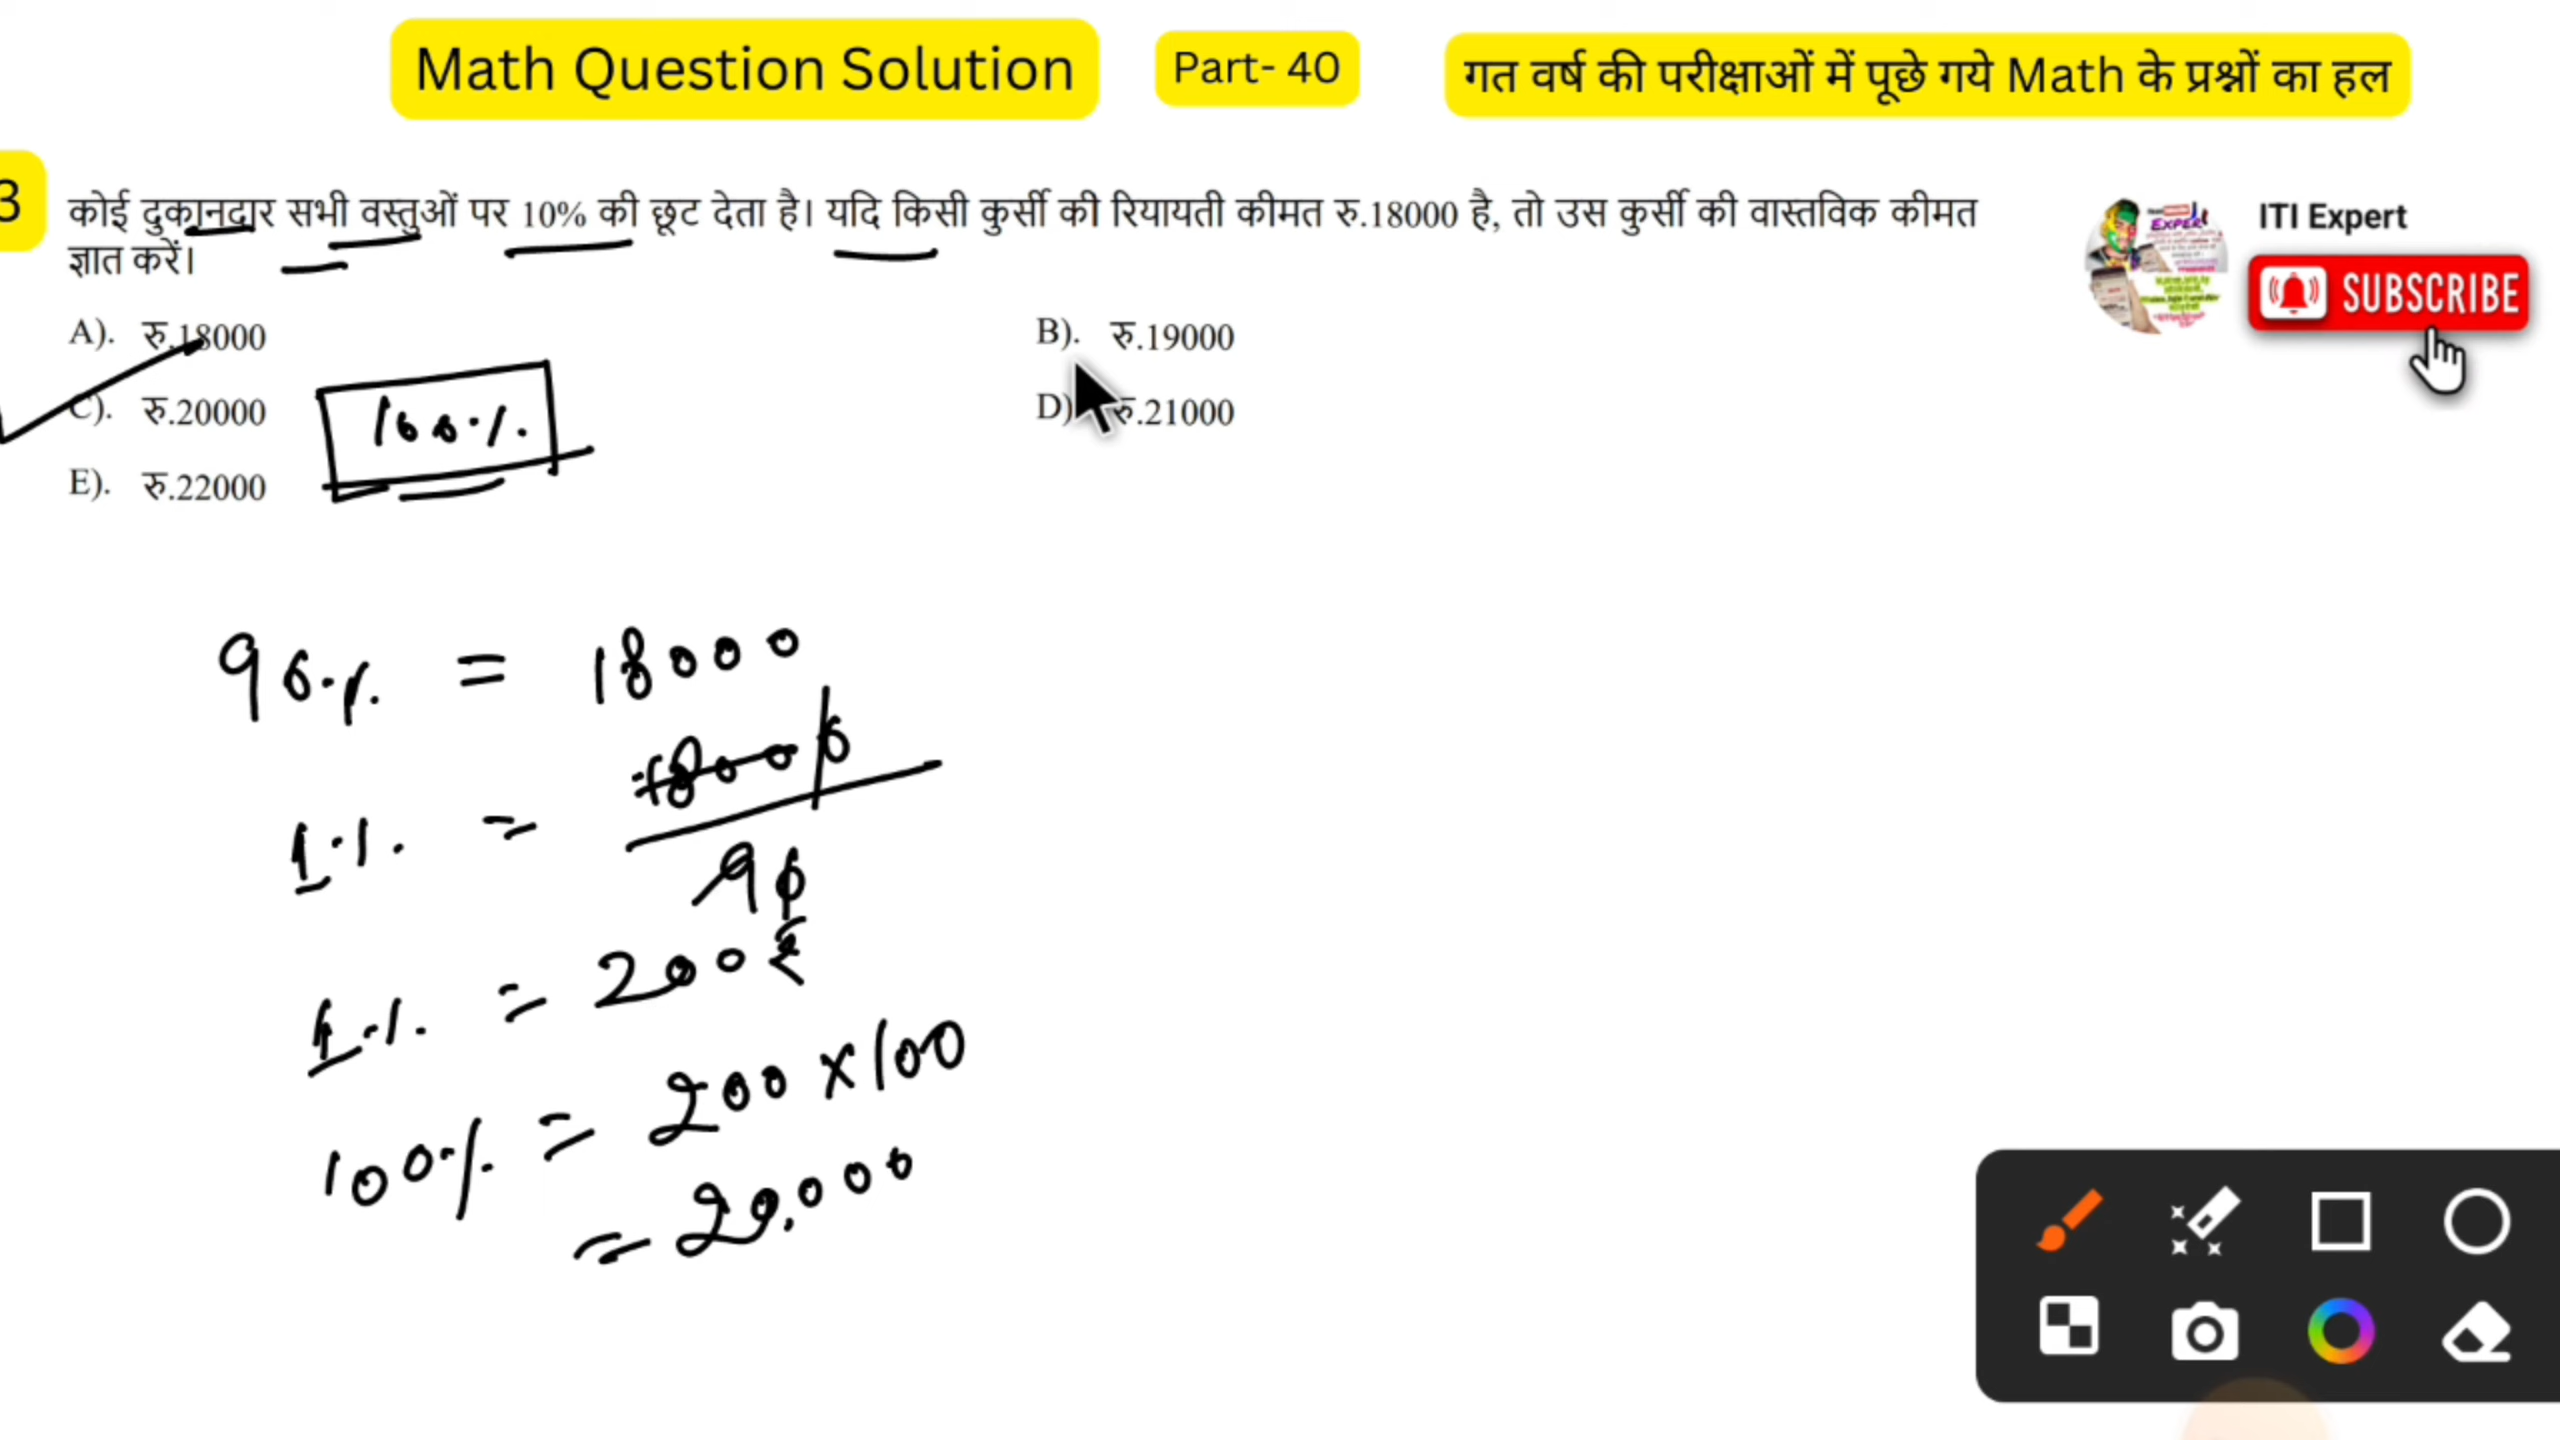 Math Question Solution
Part- 40
गत वर्ष की परीक्षाओं में पूछे गये Math के प्रश्नों का हल
3
कोई दुकानदार सभी वस्तुओं पर 10% की छूट देता है। यदि किसी कुर्सी की रियायती कीमत रु.18000 है, तो उस कुर्सी की वास्तविक कीमत
ज्ञात करें।
ITI Expert
SUBSCRIBE
A). रु.18000
B). रु.19000
C). रु.20000
D) रु.21000
E). रु.22000
100%
90% = 18000
1% = 18000
90
1% = 200₹
100% = 200 × 100
= 20,000